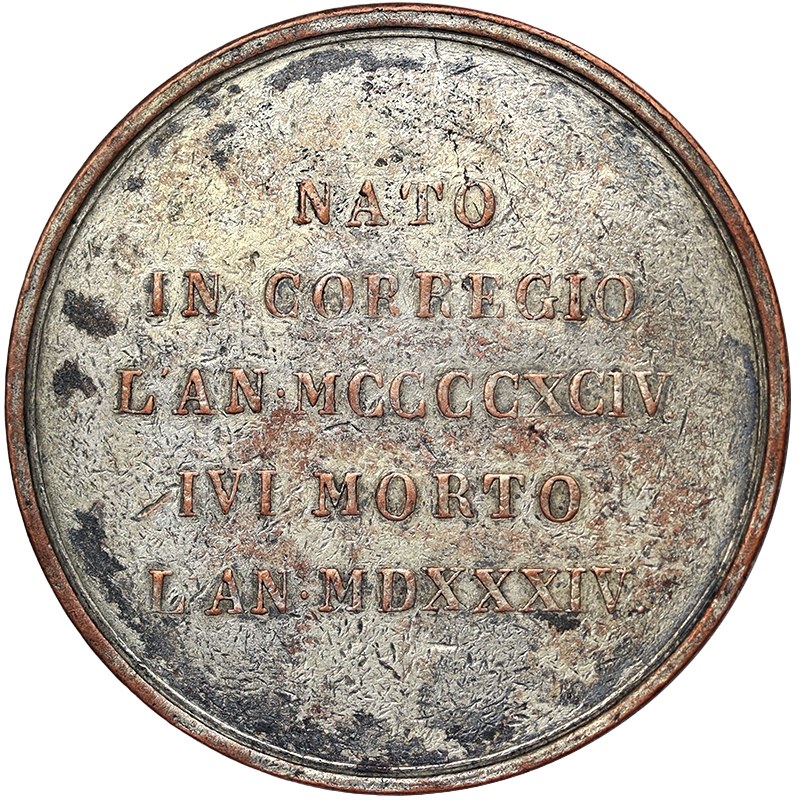 NATO
IN CORREGIO
L'AN·MCCCCXCIV
IVI MORTO
L AN·MDXXXIV